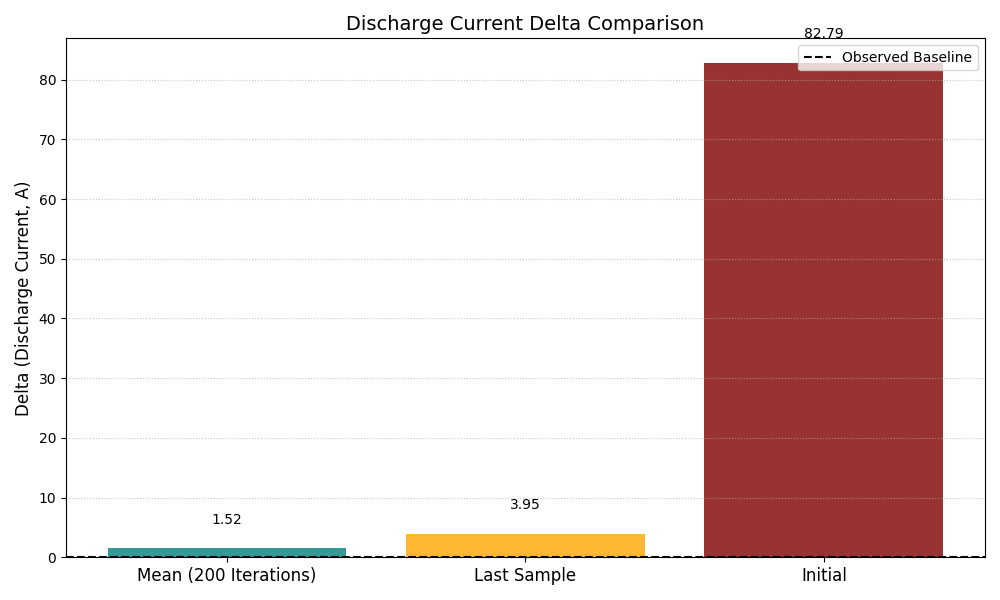 Discharge Current Delta Comparison
82.79
Observed Baseline
Delta (Discharge Current, A)
80
70
60
50
40
30
20
10
0
1.52
3.95
Mean (200 Iterations)
Last Sample
Initial